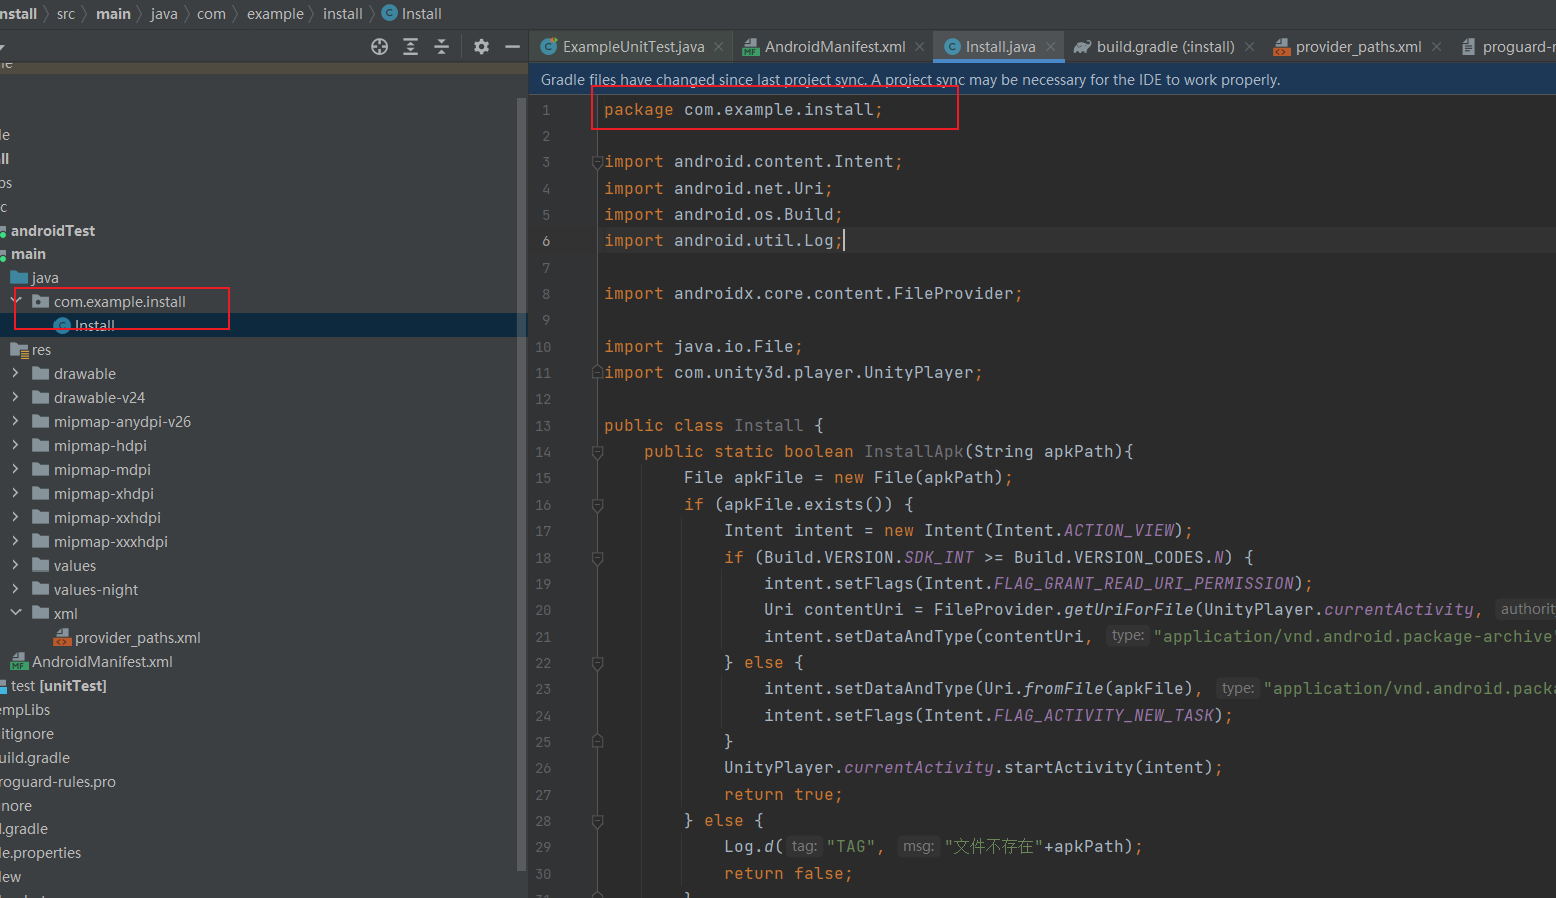 nstall src main java com example install Install
ExampleUnitTest.java AndroidManifest.xml Install.java build.gradle (:install) provider_paths.xml
Gradle files have changed since last project sync. A project sync may be necessary for the IDE to work properly.
androidTest
main
java
com.example.install
Install
res
drawable
drawable-v24
mipmap-anydpi-v26
mipmap-hdpi
mipmap-mdpi
mipmap-xhdpi
mipmap-xxhdpi
mipmap-xxxhdpi
values
values-night
xml
provider_paths.xml
AndroidManifest.xml
test [unitTest]
empLibs
itignore
uild.gradle
roguard-rules.pro
nore
l.gradle
le.properties
iew
1 package com.example.install;
2
3 import android.content.Intent;
4 import android.net.Uri;
5 import android.os.Build;
6 import android.util.Log;
7
8 import androidx.core.content.FileProvider;
9
10 import java.io.File;
11 import com.unity3d.player.UnityPlayer;
12
13 public class Install {
14 public static boolean InstallApk(String apkPath){
15 File apkFile = new File(apkPath);
16 if (apkFile.exists()) {
17 Intent intent = new Intent(Intent.ACTION_VIEW);
18 if (Build.VERSION.SDK_INT >= Build.VERSION_CODES.N) {
19 intent.setFlags(Intent.FLAG_GRANT_READ_URI_PERMISSION);
20 Uri contentUri = FileProvider.getUriForFile(UnityPlayer.currentActivity, authority
21 intent.setDataAndType(contentUri, type: "application/vnd.android.package-archive"
22 } else {
23 intent.setDataAndType(Uri.fromFile(apkFile), type: "application/vnd.android.packa
24 intent.setFlags(Intent.FLAG_ACTIVITY_NEW_TASK);
25 }
26 UnityPlayer.currentActivity.startActivity(intent);
27 return true;
28 } else {
29 Log.d( tag: "TAG", msg: "文件不存在"+apkPath);
30 return false;